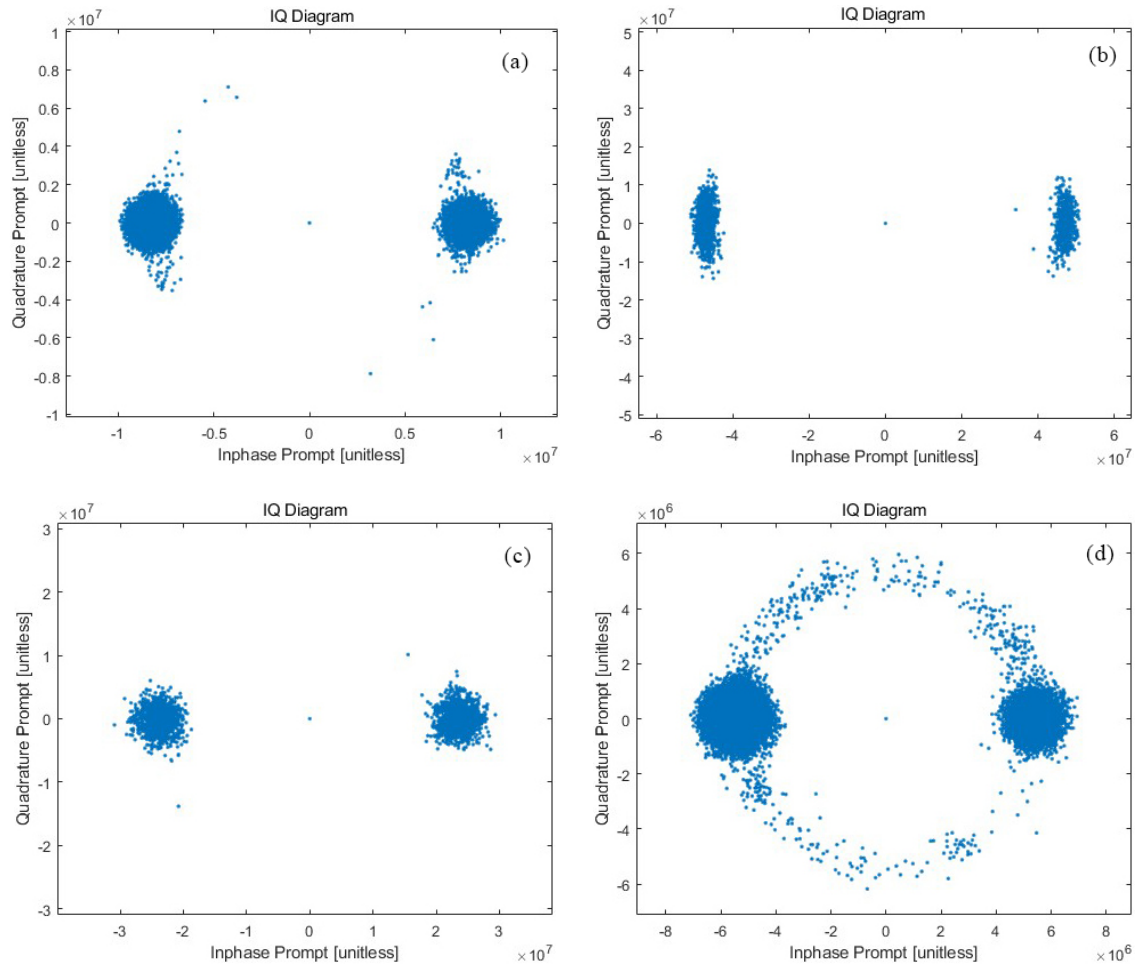 IQ Diagram
×10^7
(a)
1
0.8
0.6
0.4
0.2
0
-0.2
-0.4
-0.6
-0.8
-1
Quadrature Prompt [unitless]
-1 -0.5 0 0.5 1
Inphase Prompt [unitless]
×10^7
IQ Diagram
×10^7
(b)
5
4
3
2
1
0
-1
-2
-3
-4
-5
Quadrature Prompt [unitless]
-6 -4 -2 0 2 4 6
Inphase Prompt [unitless]
×10^7
IQ Diagram
×10^7
(c)
3
2
1
0
-1
-2
-3
Quadrature Prompt [unitless]
-3 -2 -1 0 1 2 3
Inphase Prompt [unitless]
×10^7
IQ Diagram
×10^6
(d)
6
4
2
0
-2
-4
-6
Quadrature Prompt [unitless]
-8 -6 -4 -2 0 2 4 6 8
Inphase Prompt [unitless]
×10^6